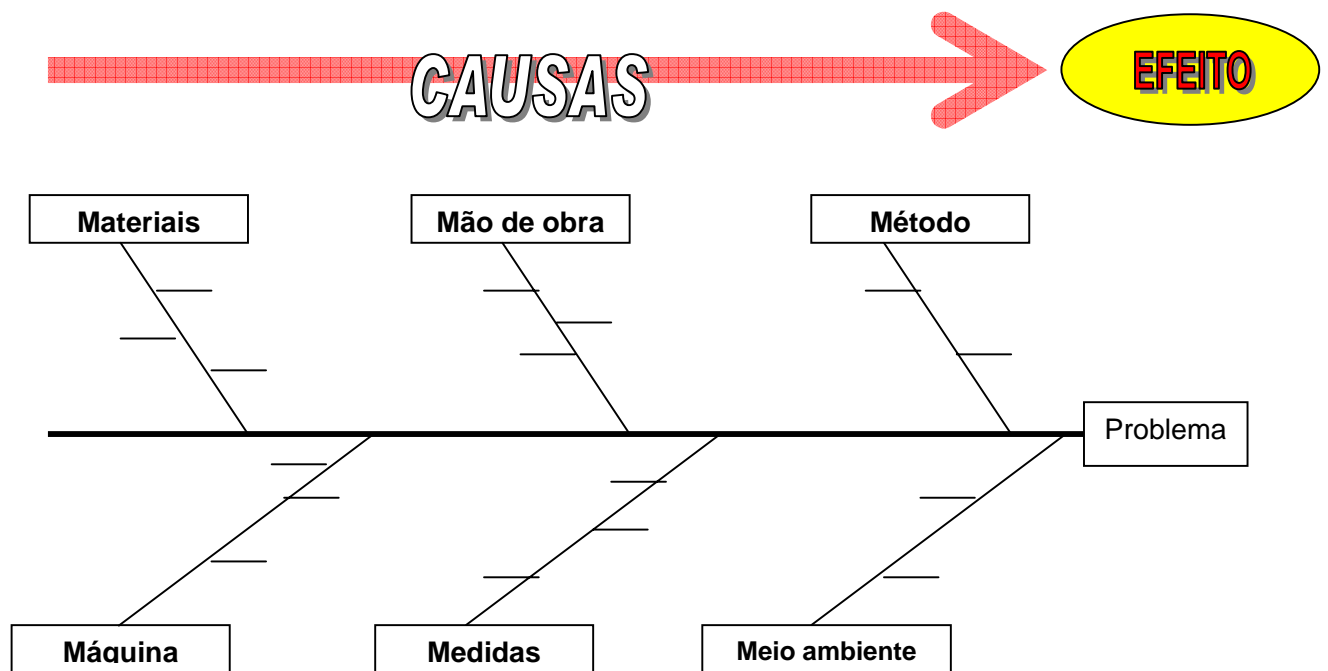 CAUSAS
EFEITO
Materiais
Mão de obra
Método
Problema
Máquina
Medidas
Meio ambiente